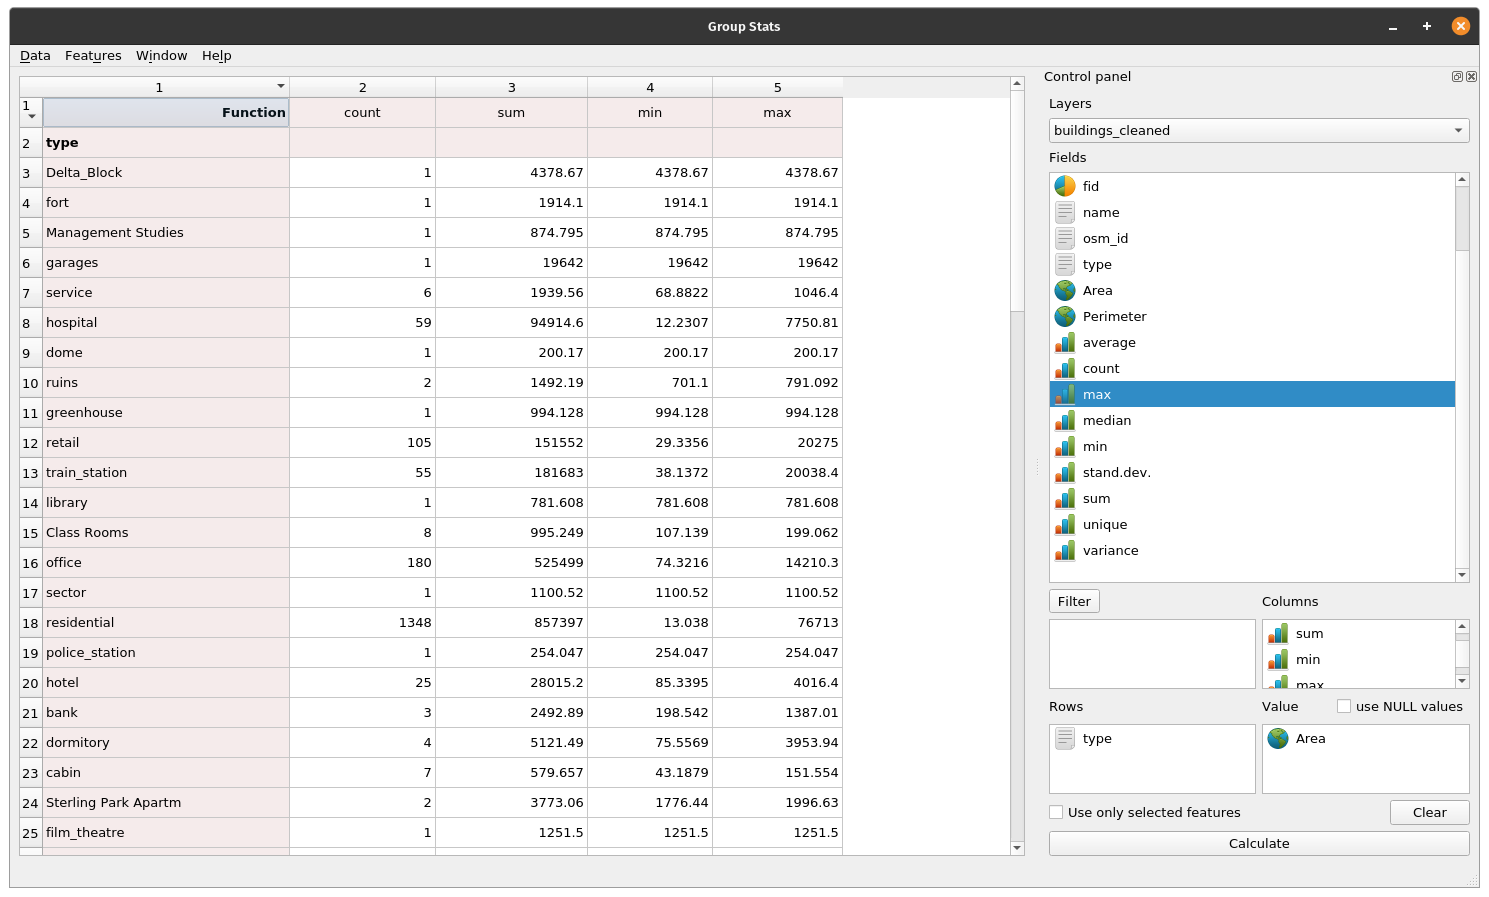 Group Stats
Data Features Window Help
1 2 3 4 5
1 Function count sum min max
2 type
3 Delta_Block 1 4378.67 4378.67 4378.67
4 fort 1 1914.1 1914.1 1914.1
5 Management Studies 1 874.795 874.795 874.795
6 garages 1 19642 19642 19642
7 service 6 1939.56 68.8822 1046.4
8 hospital 59 94914.6 12.2307 7750.81
9 dome 1 200.17 200.17 200.17
10 ruins 2 1492.19 701.1 791.092
11 greenhouse 1 994.128 994.128 994.128
12 retail 105 151552 29.3356 20275
13 train_station 55 181683 38.1372 20038.4
14 library 1 781.608 781.608 781.608
15 Class Rooms 8 995.249 107.139 199.062
16 office 180 525499 74.3216 14210.3
17 sector 1 1100.52 1100.52 1100.52
18 residential 1348 857397 13.038 76713
19 police_station 1 254.047 254.047 254.047
20 hotel 25 28015.2 85.3395 4016.4
21 bank 3 2492.89 198.542 1387.01
22 dormitory 4 5121.49 75.5569 3953.94
23 cabin 7 579.657 43.1879 151.554
24 Sterling Park Apartm 2 3773.06 1776.44 1996.63
25 film_theatre 1 1251.5 1251.5 1251.5
Control panel
Layers
buildings_cleaned
Fields
fid
name
osm_id
type
Area
Perimeter
average
count
max
median
min
stand.dev.
sum
unique
variance
Filter
Columns
sum
min
max
Rows
type
Value
use NULL values
Area
Use only selected features
Clear
Calculate